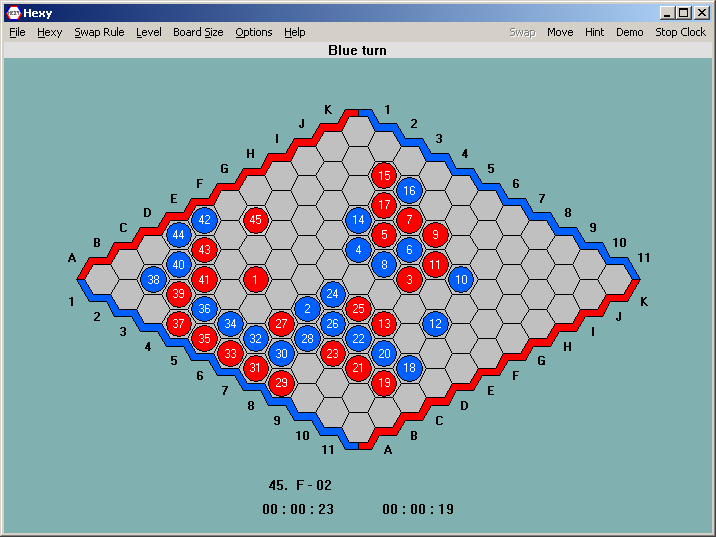 Hexy
File Hexy Swap Rule Level Board Size Options Help Swap Move Hint Demo Stop Clock
Blue turn
K 1
J 2
I 3
H 4
G 15 5
F 16 6
E 17 7
D 42 45 14 7 8
C 44 5 9 9
B 43 4 6 10
A 40 8 11 11
38 41 1 3 10
1 39 24 K
2 36 2 25 J
3 37 34 27 26 13 12 I
4 35 32 28 22 H
5 33 30 23 20 G
6 31 21 18 F
7 29 19 E
8 D
9 C
10 B
11 A
45. F - 02
00 : 00 : 23 00 : 00 : 19